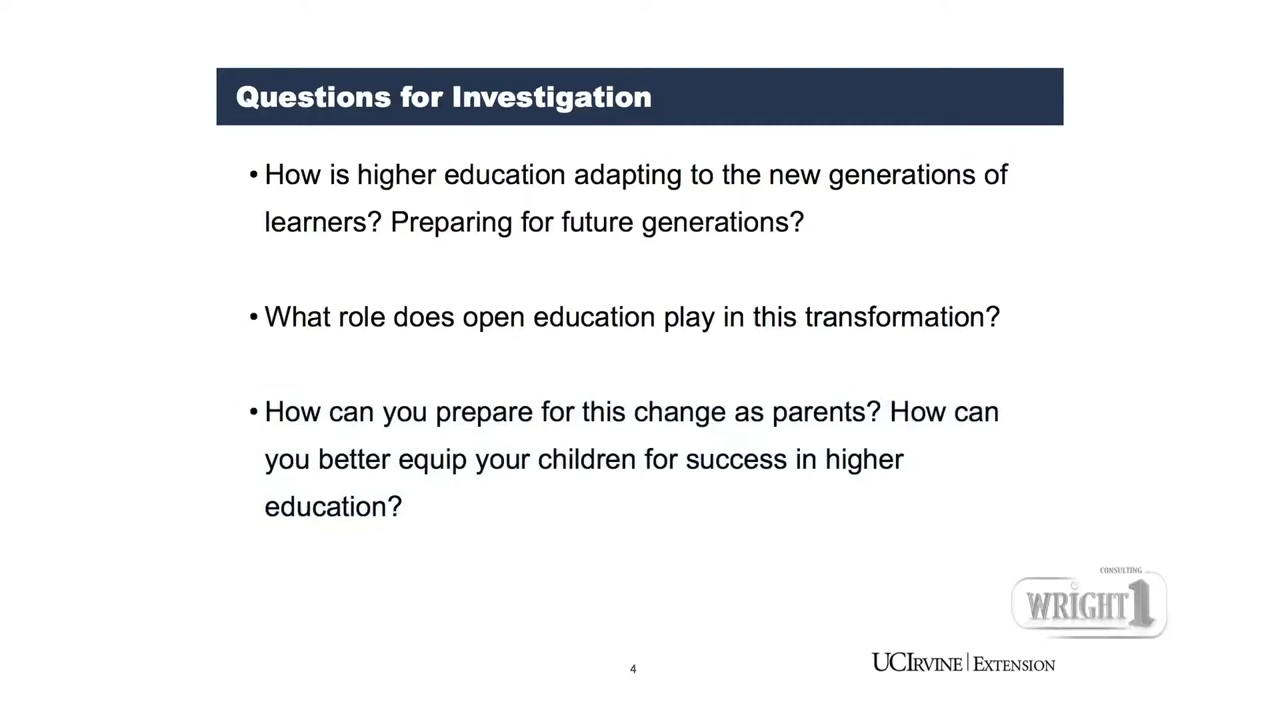 Questions for Investigation
• How is higher education adapting to the new generations of
learners? Preparing for future generations?
• What role does open education play in this transformation?
• How can you prepare for this change as parents? How can
you better equip your children for success in higher
education?
CONSULTING
WRIGHT1
UCIRVINE | EXTENSION
4